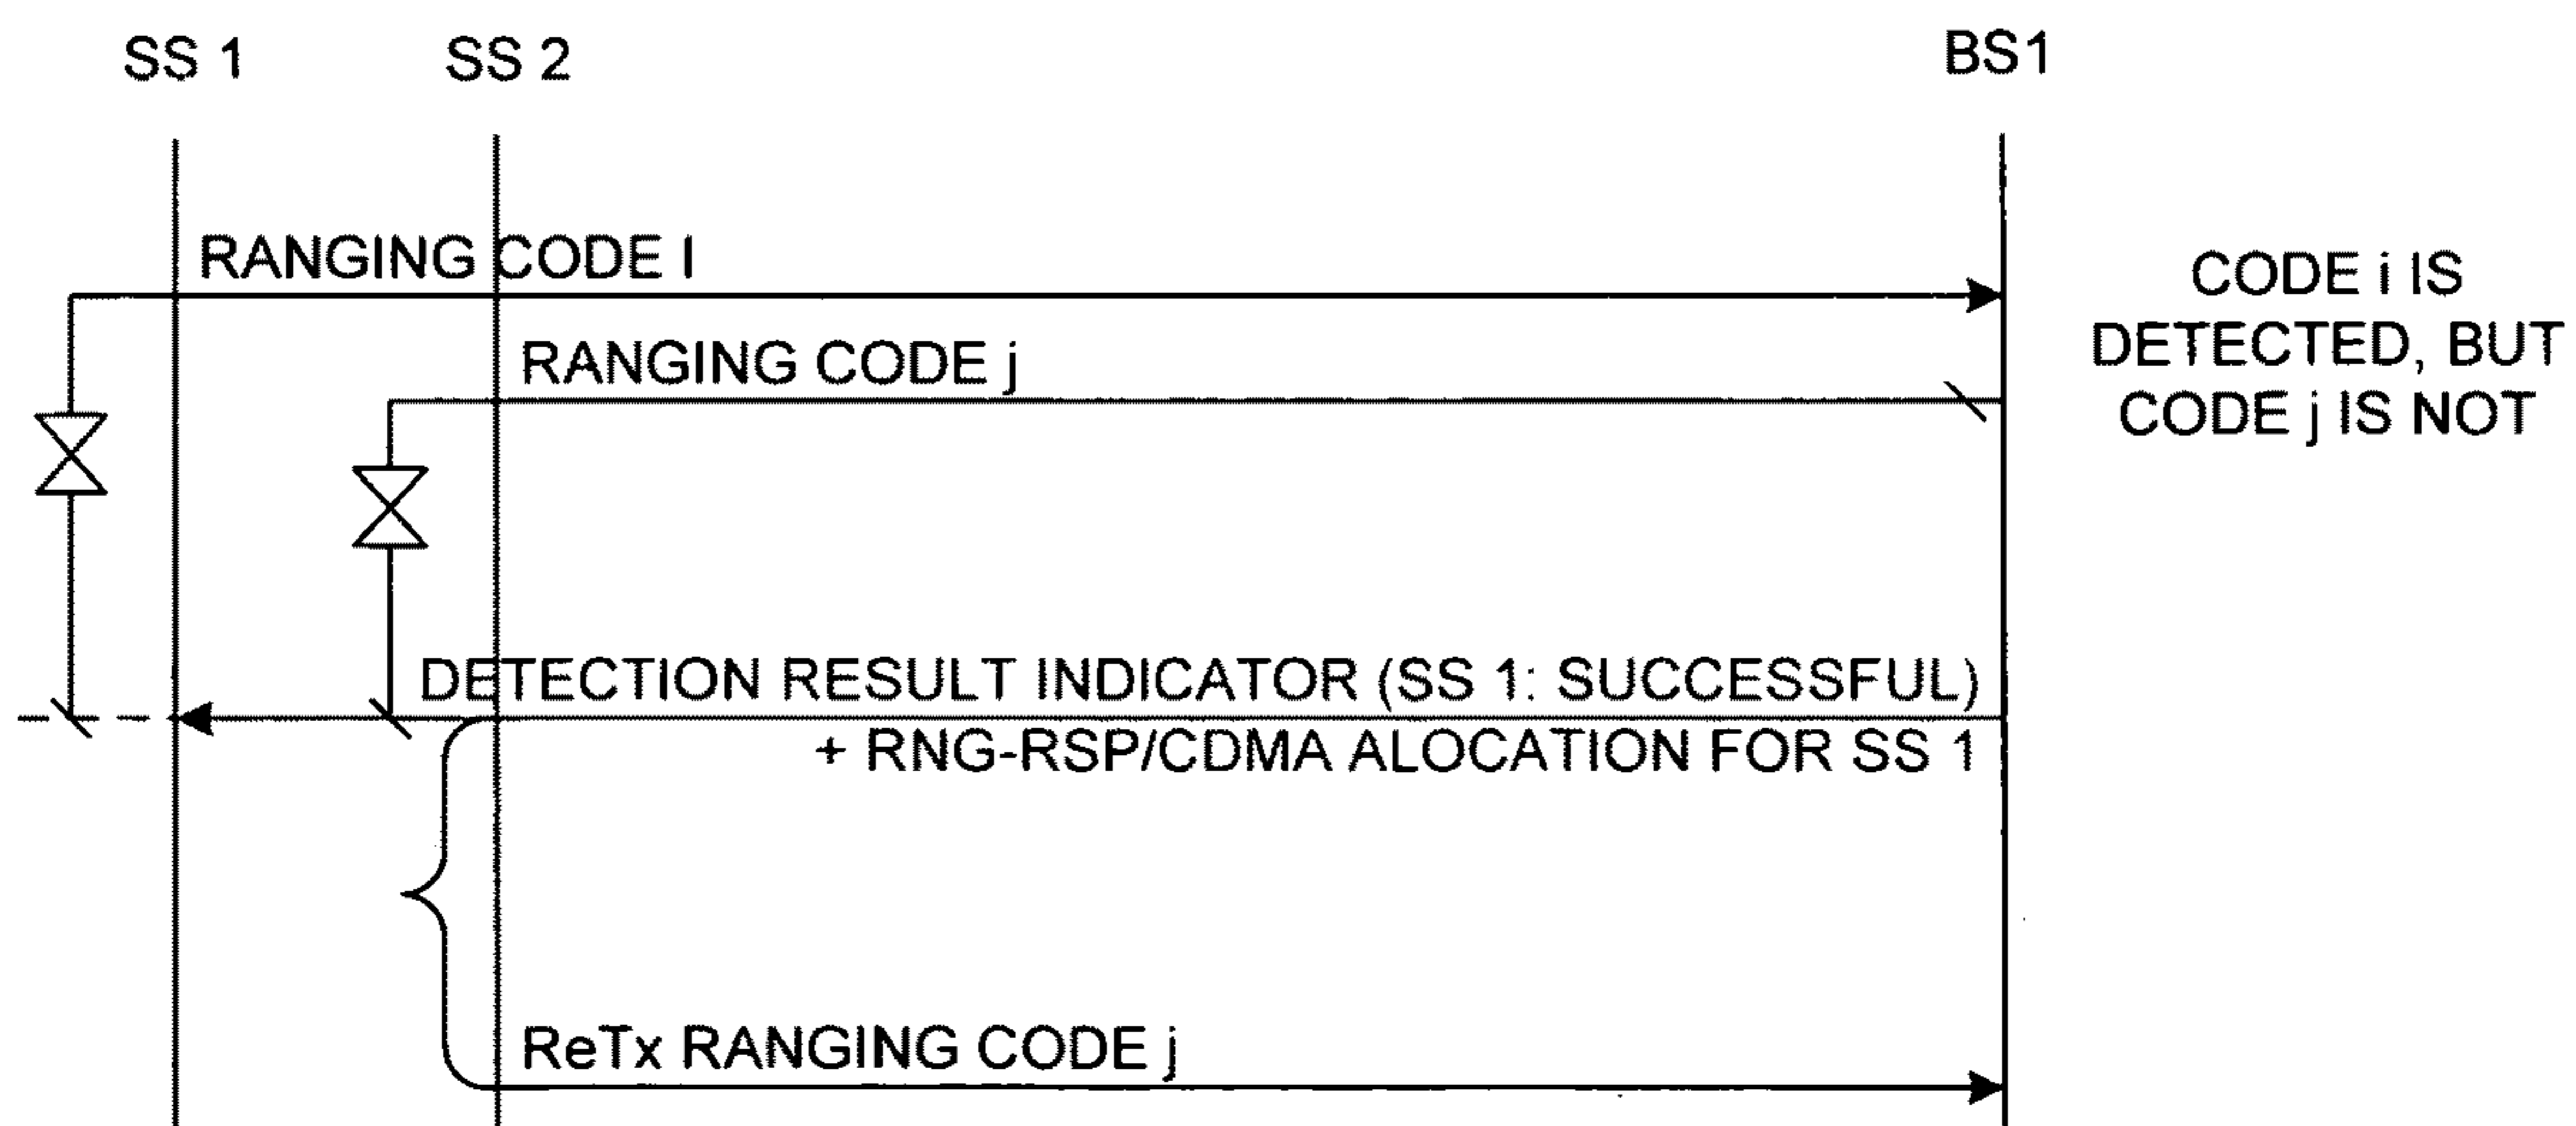 SS 1
SS 2
BS1
RANGING CODE I
CODE i IS
DETECTED, BUT
CODE j IS NOT
RANGING CODE j
DETECTION RESULT INDICATOR (SS 1: SUCCESSFUL)
+ RNG-RSP/CDMA ALOCATION FOR SS 1
ReTx RANGING CODE j